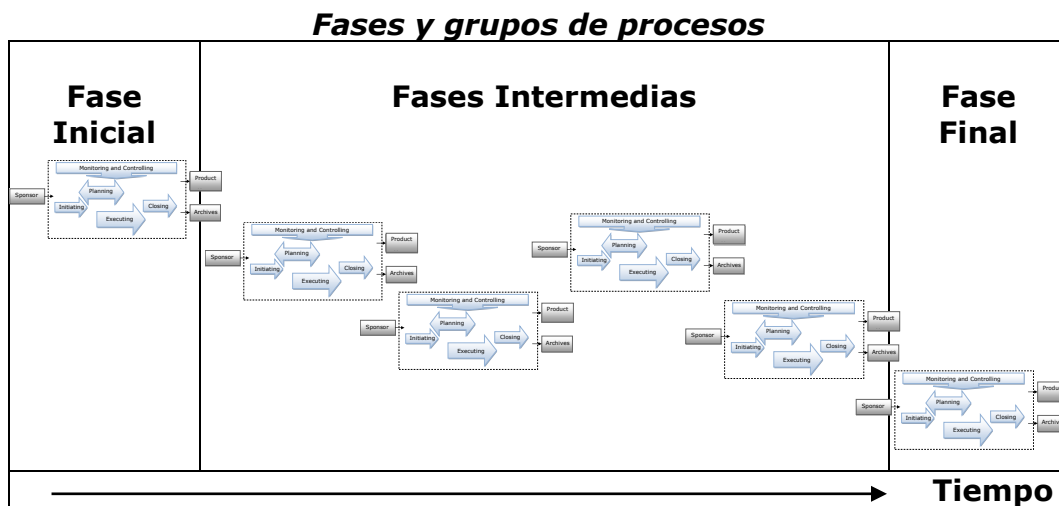 Fases y grupos de procesos
Fase
Inicial
Fases Intermedias
Fase
Final
Monitoring and Controlling
Sponsor
Planning
Initiating
Executing
Closing
Product
Archives
Monitoring and Controlling
Sponsor
Planning
Initiating
Executing
Closing
Product
Archives
Monitoring and Controlling
Sponsor
Planning
Initiating
Executing
Closing
Product
Archives
Monitoring and Controlling
Sponsor
Planning
Initiating
Executing
Closing
Product
Archives
Monitoring and Controlling
Sponsor
Planning
Initiating
Executing
Closing
Product
Archives
Monitoring and Controlling
Sponsor
Planning
Initiating
Executing
Closing
Product
Archives
Tiempo